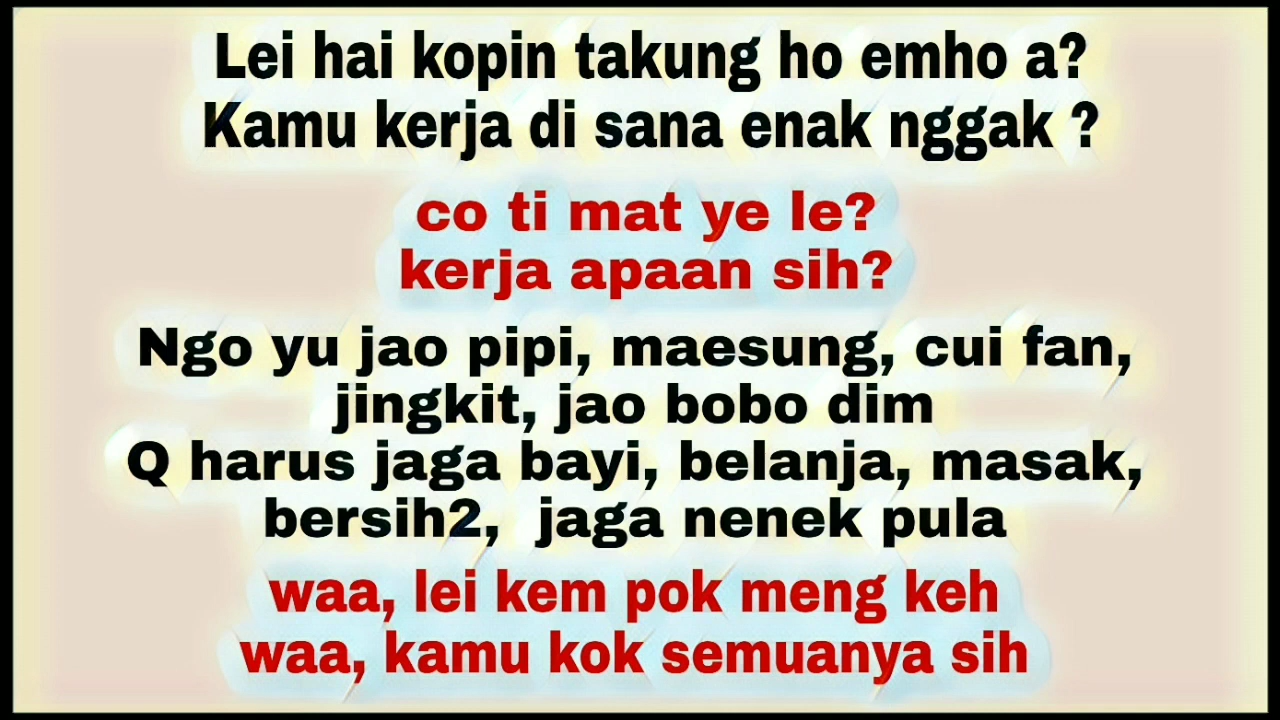 Lei hai kopin takung ho emho a?
Kamu kerja di sana enak nggak ?
co ti mat ye le?
kerja apaan sih?
Ngo yu jao pipi, maesung, cui fan,
jingkit, jao bobo dim
Q harus jaga bayi, belanja, masak,
bersih2, jaga nenek pula
waa, lei kem pok meng keh
waa, kamu kok semuanya sih